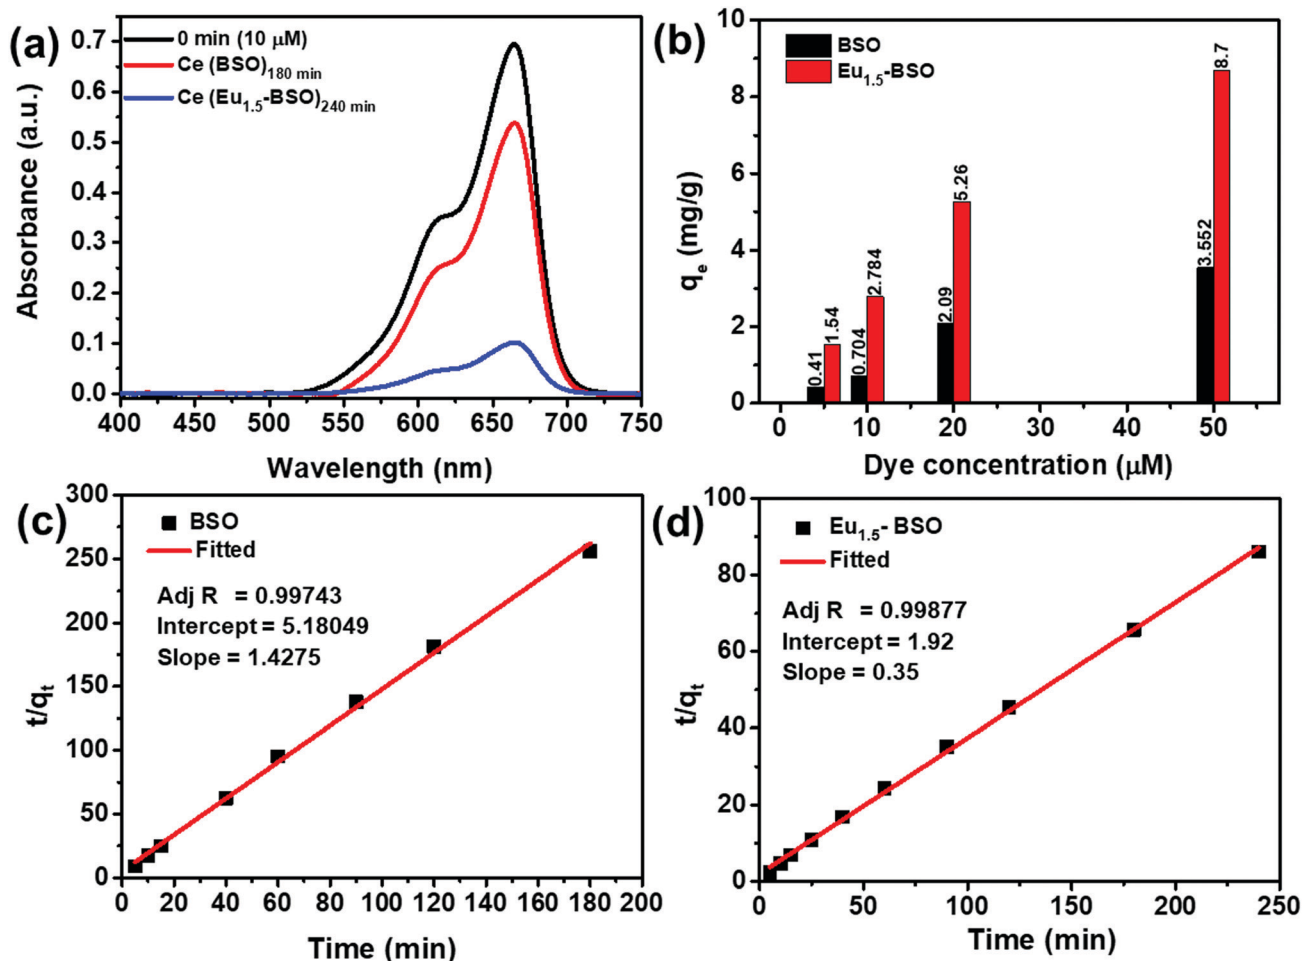 (a)
0 min (10 μM)
Ce (BSO)180 min
Ce (Eu1.5-BSO)240 min
Absorbance (a.u.)
0.7
0.6
0.5
0.4
0.3
0.2
0.1
0.0
400 450 500 550 600 650 700 750
Wavelength (nm)
(b)
BSO
Eu1.5-BSO
qe (mg/g)
10
8
6
4
2
0
0.41
1.54
0.704
2.784
2.09
5.26
3.552
8.7
0 10 20 30 40 50
Dye concentration (μM)
(c)
BSO
Fitted
Adj R = 0.99743
Intercept = 5.18049
Slope = 1.4275
t/qt
300
250
200
150
100
50
0
0 20 40 60 80 100 120 140 160 180 200
Time (min)
(d)
Eu1.5- BSO
Fitted
Adj R = 0.99877
Intercept = 1.92
Slope = 0.35
t/qt
100
80
60
40
20
0
0 50 100 150 200 250
Time (min)